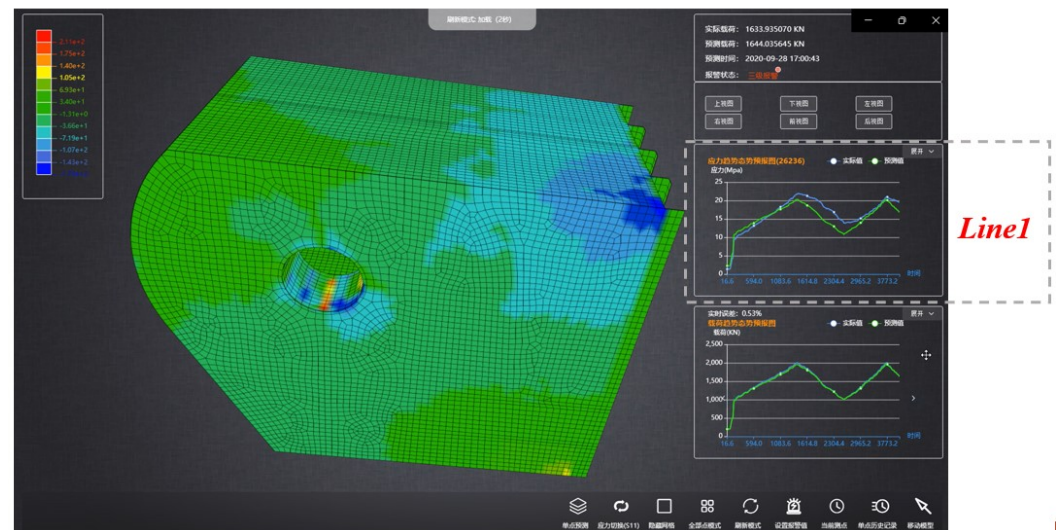 刷新模式: 加载 (2秒)
2.11e+2
1.75e+2
1.40e+2
1.05e+2
6.93e+1
3.40e+1
-1.31e+0
-3.66e+1
-7.19e+1
-1.07e+2
-1.43e+2
实际载荷: 1633.935070 KN
预测载荷: 1644.035645 KN
预测时间: 2020-09-28 17:00:43
报警状态: 三级报警
上视图 下视图 左视图
右视图 前视图 后视图
展开
应力趋势态势预报图(26236) 实际值 预测值
应力(Mpa)
25
20
15
10
5
0
16.6 594.0 1083.6 1614.8 2304.4 2965.2 3773.2
时间
Line1
实时误差: 0.53% 展开
载荷趋势态势预报图 实际值 预测值
载荷(KN)
2,500
2,000
1,500
1,000
500
0
16.6 594.0 1083.6 1614.8 2304.4 2965.2 3773.2
时间
单点预测 应力切换(S11) 隐藏网格 全部点模式 刷新模式 设置报警值 当前测点 单点历史记录 移动模型